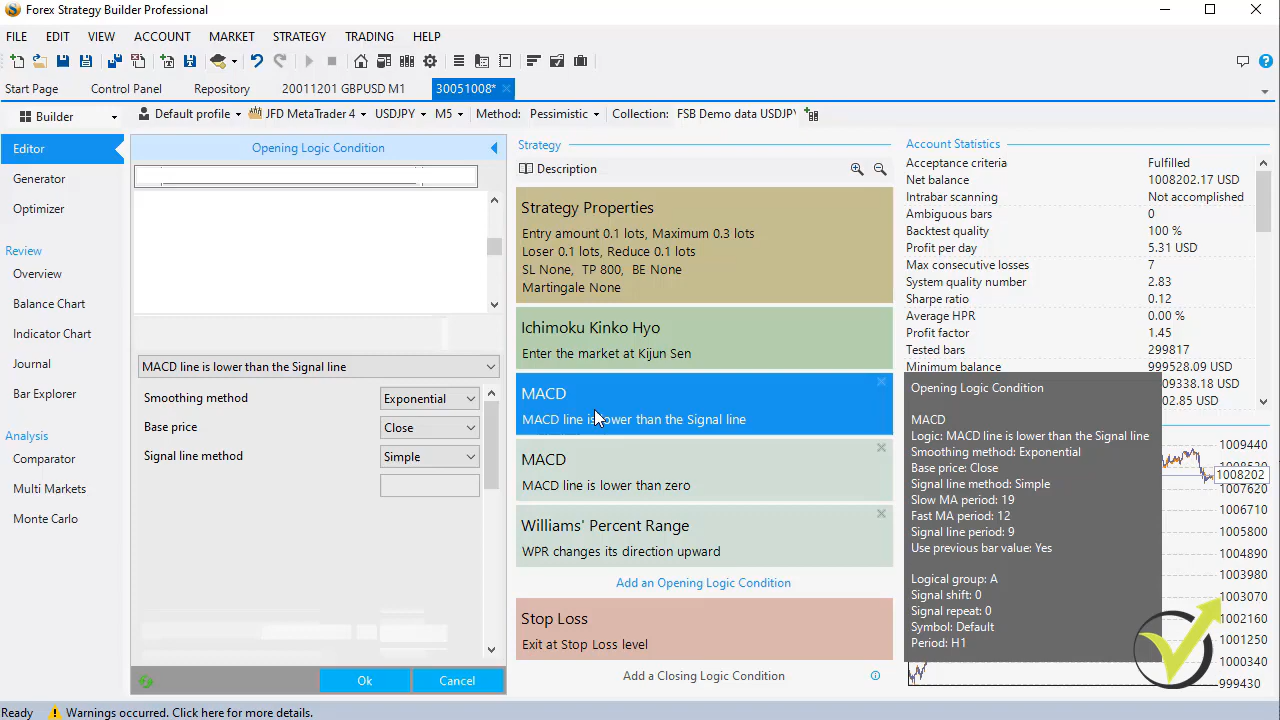 Forex Strategy Builder Professional
FILE EDIT VIEW ACCOUNT MARKET STRATEGY TRADING HELP
Start Page Control Panel Repository 20011201 GBPUSD M1 30051008*
Builder Default profile JFD MetaTrader 4 USDJPY M5 Method: Pessimistic Collection: FSB Demo data USDJPY
Editor
Generator
Optimizer
Review
Overview
Balance Chart
Indicator Chart
Journal
Bar Explorer
Analysis
Comparator
Multi Markets
Monte Carlo
Opening Logic Condition
MACD line is lower than the Signal line
Smoothing method Exponential
Base price Close
Signal line method Simple
Ok Cancel
Strategy
Description
Strategy Properties
Entry amount 0.1 lots, Maximum 0.3 lots
Loser 0.1 lots, Reduce 0.1 lots
SL None, TP 800, BE None
Martingale None
Ichimoku Kinko Hyo
Enter the market at Kijun Sen
MACD
MACD line is lower than the Signal line
MACD
MACD line is lower than zero
Williams' Percent Range
WPR changes its direction upward
Add an Opening Logic Condition
Stop Loss
Exit at Stop Loss level
Add a Closing Logic Condition
Account Statistics
Acceptance criteria Fulfilled
Net balance 1008202.17 USD
Intrabar scanning Not accomplished
Ambiguous bars 0
Backtest quality 100 %
Profit per day 5.31 USD
Max consecutive losses 7
System quality number 2.83
Sharpe ratio 0.12
Average HPR 0.00 %
Profit factor 1.45
Tested bars 299817
Minimum balance 999528.09 USD
009338.18 USD
02.85 USD
Opening Logic Condition
MACD
Logic: MACD line is lower than the Signal line
Smoothing method: Exponential
Base price: Close
Signal line method: Simple
Slow MA period: 19
Fast MA period: 12
Signal line period: 9
Use previous bar value: Yes
Logical group: A
Signal shift: 0
Signal repeat: 0
Symbol: Default
Period: H1
1009440
1008202
1007620
1006710
1005800
1004890
1003980
1003070
1002160
1001250
1000340
999430
Ready Warnings occurred. Click here for more details.